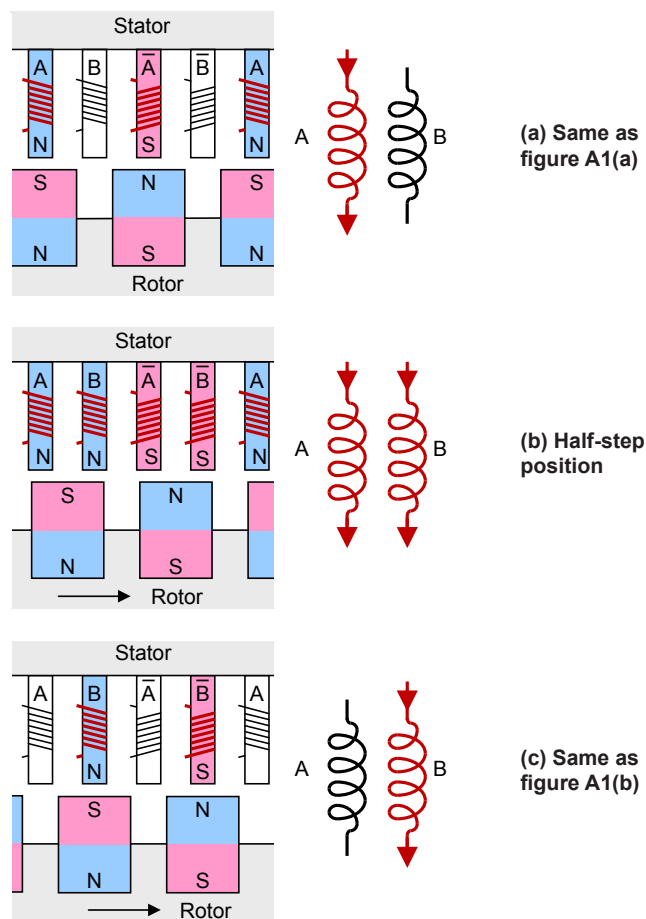 Stator
A B A̅ B̅ A
N S N
S N S
N S N
Rotor
A B
(a) Same as
figure A1(a)
Stator
A B A̅ B̅ A
N N S S N
S N
N S
Rotor
A B
(b) Half-step
position
Stator
A B A̅ B̅ A
N S
S N
N S
Rotor
A B
(c) Same as
figure A1(b)